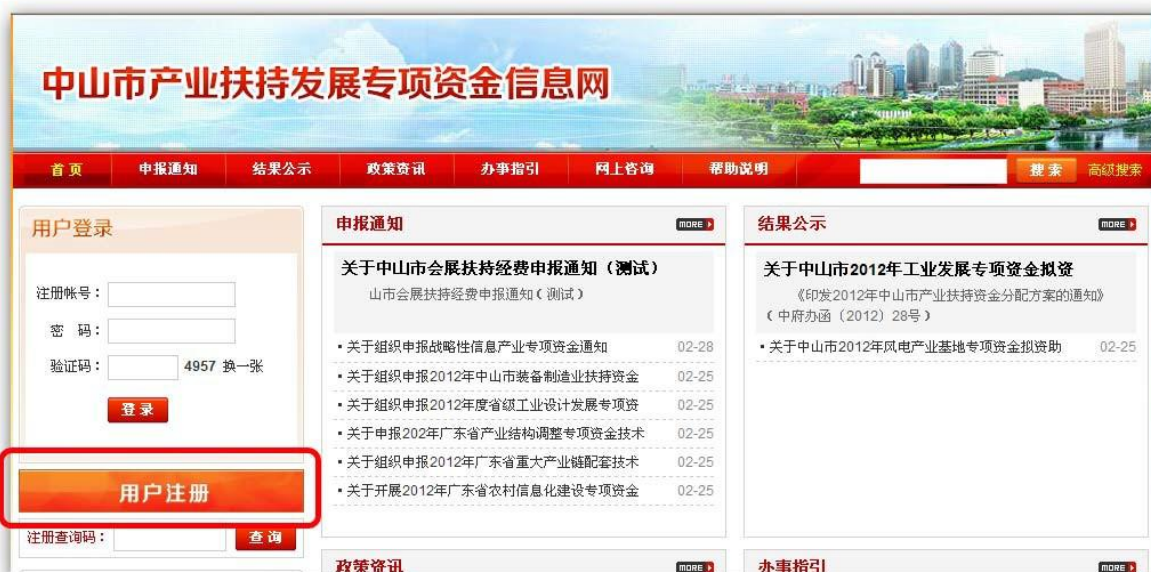 中山市产业扶持发展专项资金信息网
首页 申报通知 结果公示 政策资讯 办事指引 网上咨询 帮助说明 搜索 高级搜索
用户登录
注册帐号：
密 码：
验证码： 4957 换一张
登录
用户注册
注册查询码： 查询
申报通知 MORE
关于中山市会展扶持经费申报通知（测试）
山市会展扶持经费申报通知（测试）
·关于组织申报战略性信息产业专项资金通知 02-28
·关于组织申报2012年中山市装备制造业扶持资金 02-25
·关于组织申报2012年度省级工业设计发展专项资 02-25
·关于申报202年广东省产业结构调整专项资金技术 02-25
·关于组织申报2012年广东省重大产业链配套技术 02-25
·关于开展2012年广东省农村信息化建设专项资金 02-25
结果公示 MORE
关于中山市2012年工业发展专项资金拟资
《印发2012年中山市产业扶持资金分配方案的通知》
（中府办函〔2012〕28号）
·关于中山市2012年风电产业基地专项资金拟资助 02-25
政策资讯 MORE
办事指引 MORE